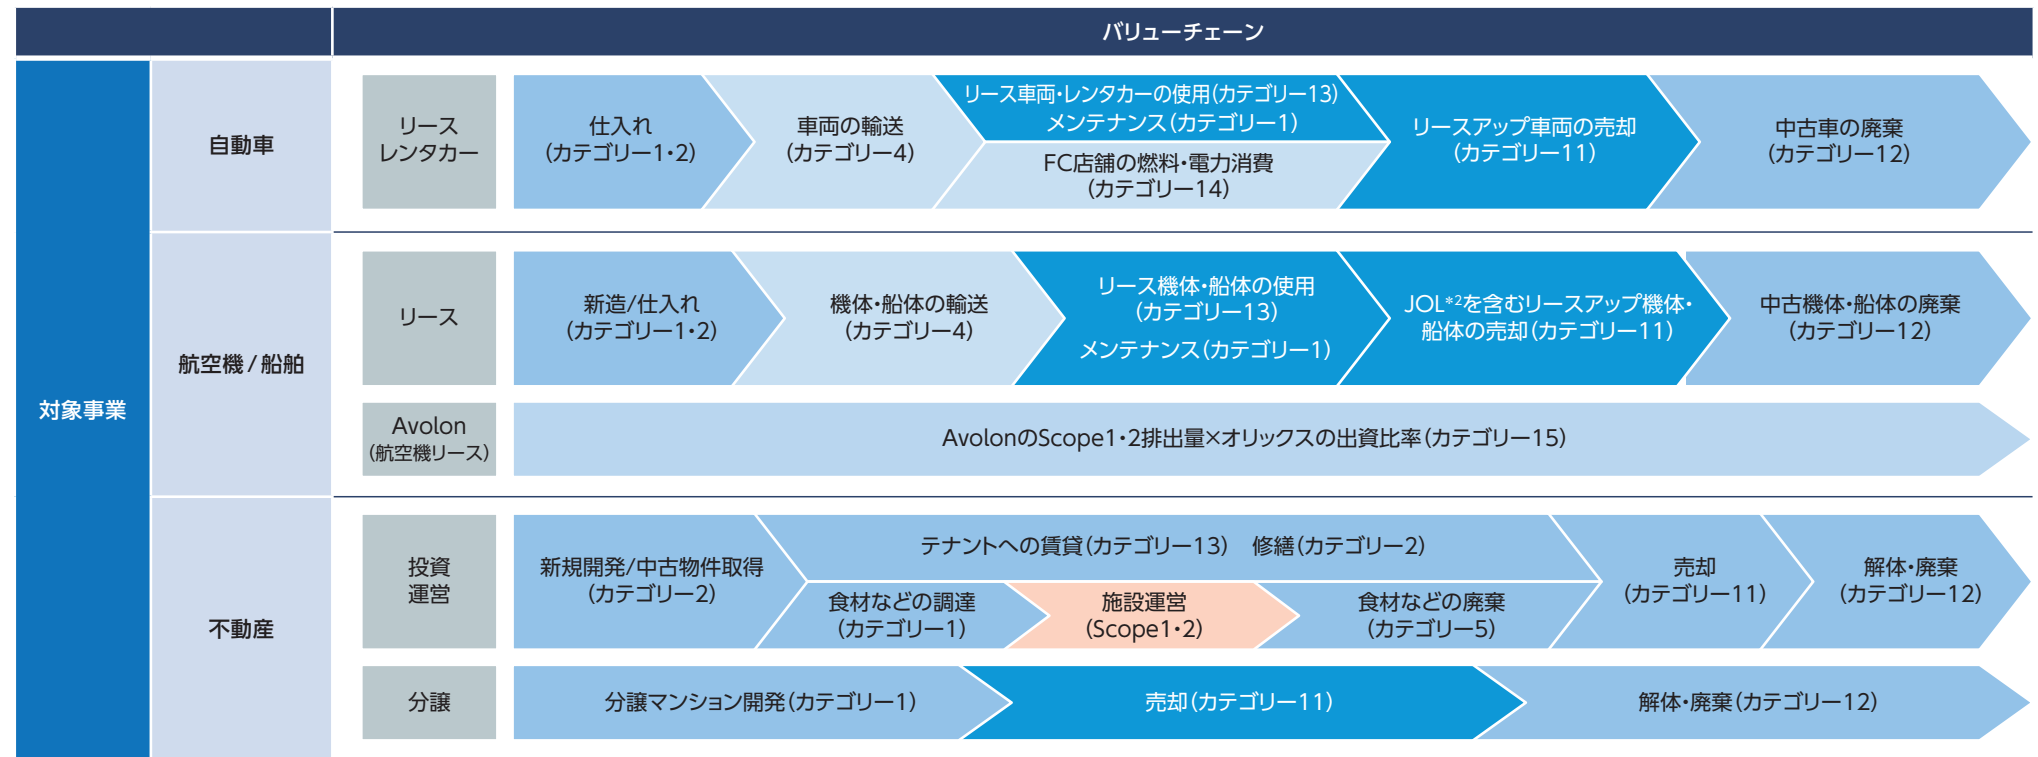 バリューチェーン
対象事業
自動車
リース
レンタカー
仕入れ
(カテゴリー1・2)
車両の輸送
(カテゴリー4)
リース車両・レンタカーの使用(カテゴリー13)
メンテナンス(カテゴリー1)
FC店舗の燃料・電力消費
(カテゴリー14)
リースアップ車両の売却
(カテゴリー11)
中古車の廃棄
(カテゴリー12)
航空機/船舶
リース
新造/仕入れ
(カテゴリー1・2)
機体・船体の輸送
(カテゴリー4)
リース機体・船体の使用
(カテゴリー13)
メンテナンス(カテゴリー1)
JOL*2を含むリースアップ機体・
船体の売却(カテゴリー11)
中古機体・船体の廃棄
(カテゴリー12)
Avolon
(航空機リース)
AvolonのScope1・2排出量×オリックスの出資比率(カテゴリー15)
不動産
投資
運営
新規開発/中古物件取得
(カテゴリー2)
テナントへの賃貸(カテゴリー13) 修繕(カテゴリー2)
食材などの調達
(カテゴリー1)
施設運営
(Scope1・2)
食材などの廃棄
(カテゴリー5)
売却
(カテゴリー11)
解体・廃棄
(カテゴリー12)
分譲
分譲マンション開発(カテゴリー1)
売却(カテゴリー11)
解体・廃棄(カテゴリー12)